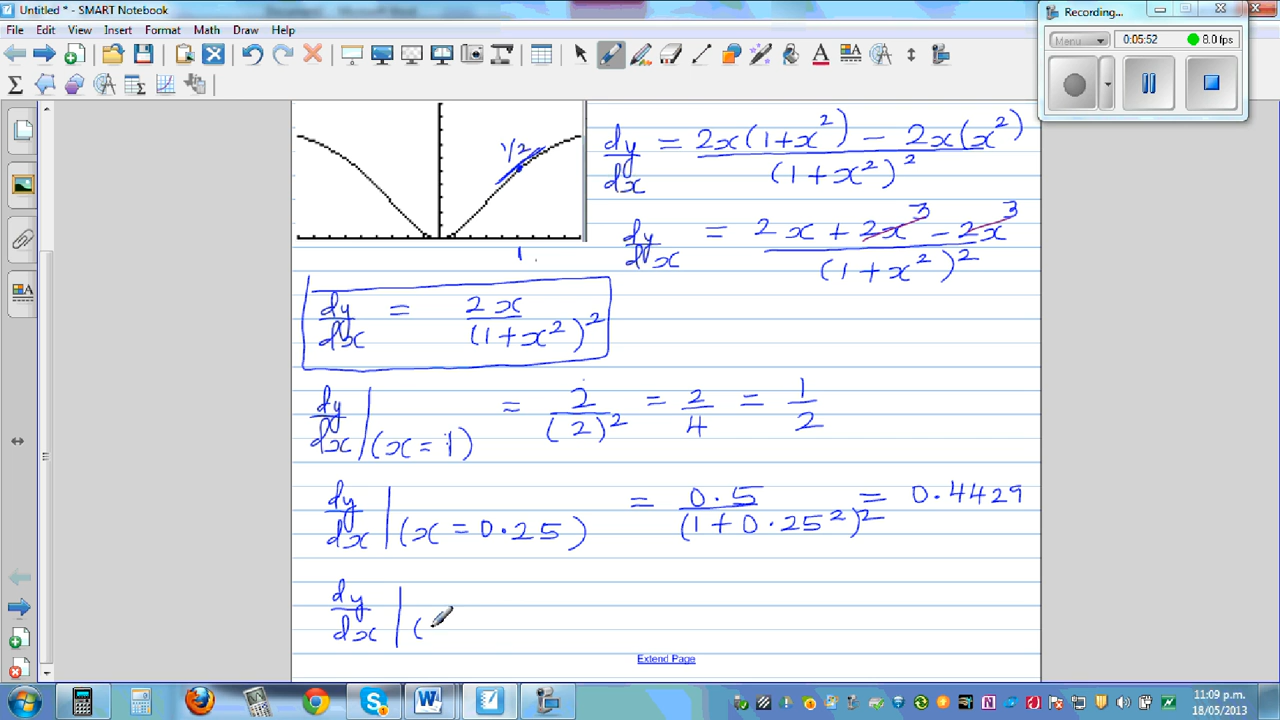 Untitled * - SMART Notebook
Recording...
File Edit View Insert Format Math Draw Help
Menu 0:05:52 8.0 fps
1/2
1
dy/dx = 2x(1+x²) - 2x(x²) / (1+x²)²
dy/dx = 2x + 2x³ - 2x³ / (1+x²)²
dy/dx = 2x / (1+x²)²
dy/dx | (x = 1) = 2/(2)² = 2/4 = 1/2
dy/dx | (x = 0.25) = 0.5 / (1+0.25²)² = 0.4429
dy/dx | (
Extend Page
11:09 p.m.
18/05/2013